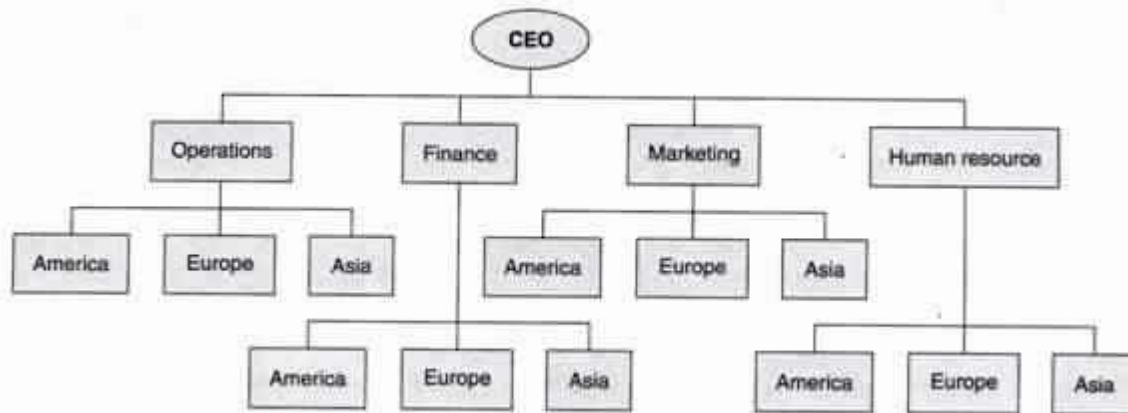 CEO
Operations
Finance
Marketing
Human resource
America
Europe
Asia
America
Europe
Asia
America
Europe
Asia
America
Europe
Asia